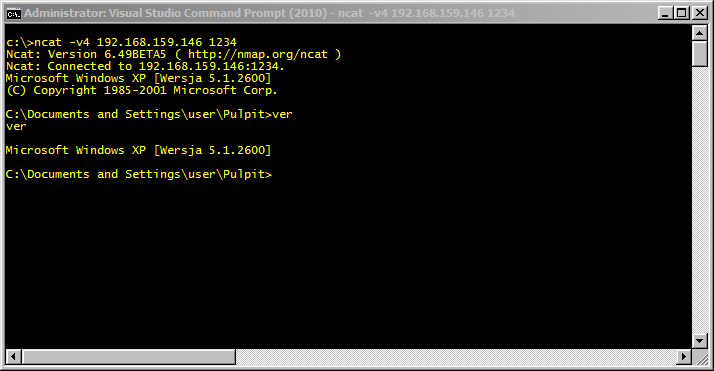 Administrator: Visual Studio Command Prompt (2010) - ncat -v4 192.168.159.146 1234
c:\>ncat -v4 192.168.159.146 1234
Ncat: Version 6.49BETA5 ( http://nmap.org/ncat )
Ncat: Connected to 192.168.159.146:1234.
Microsoft Windows XP [Wersja 5.1.2600]
(C) Copyright 1985-2001 Microsoft Corp.
C:\Documents and Settings\user\Pulpit>ver
ver
Microsoft Windows XP [Wersja 5.1.2600]
C:\Documents and Settings\user\Pulpit>